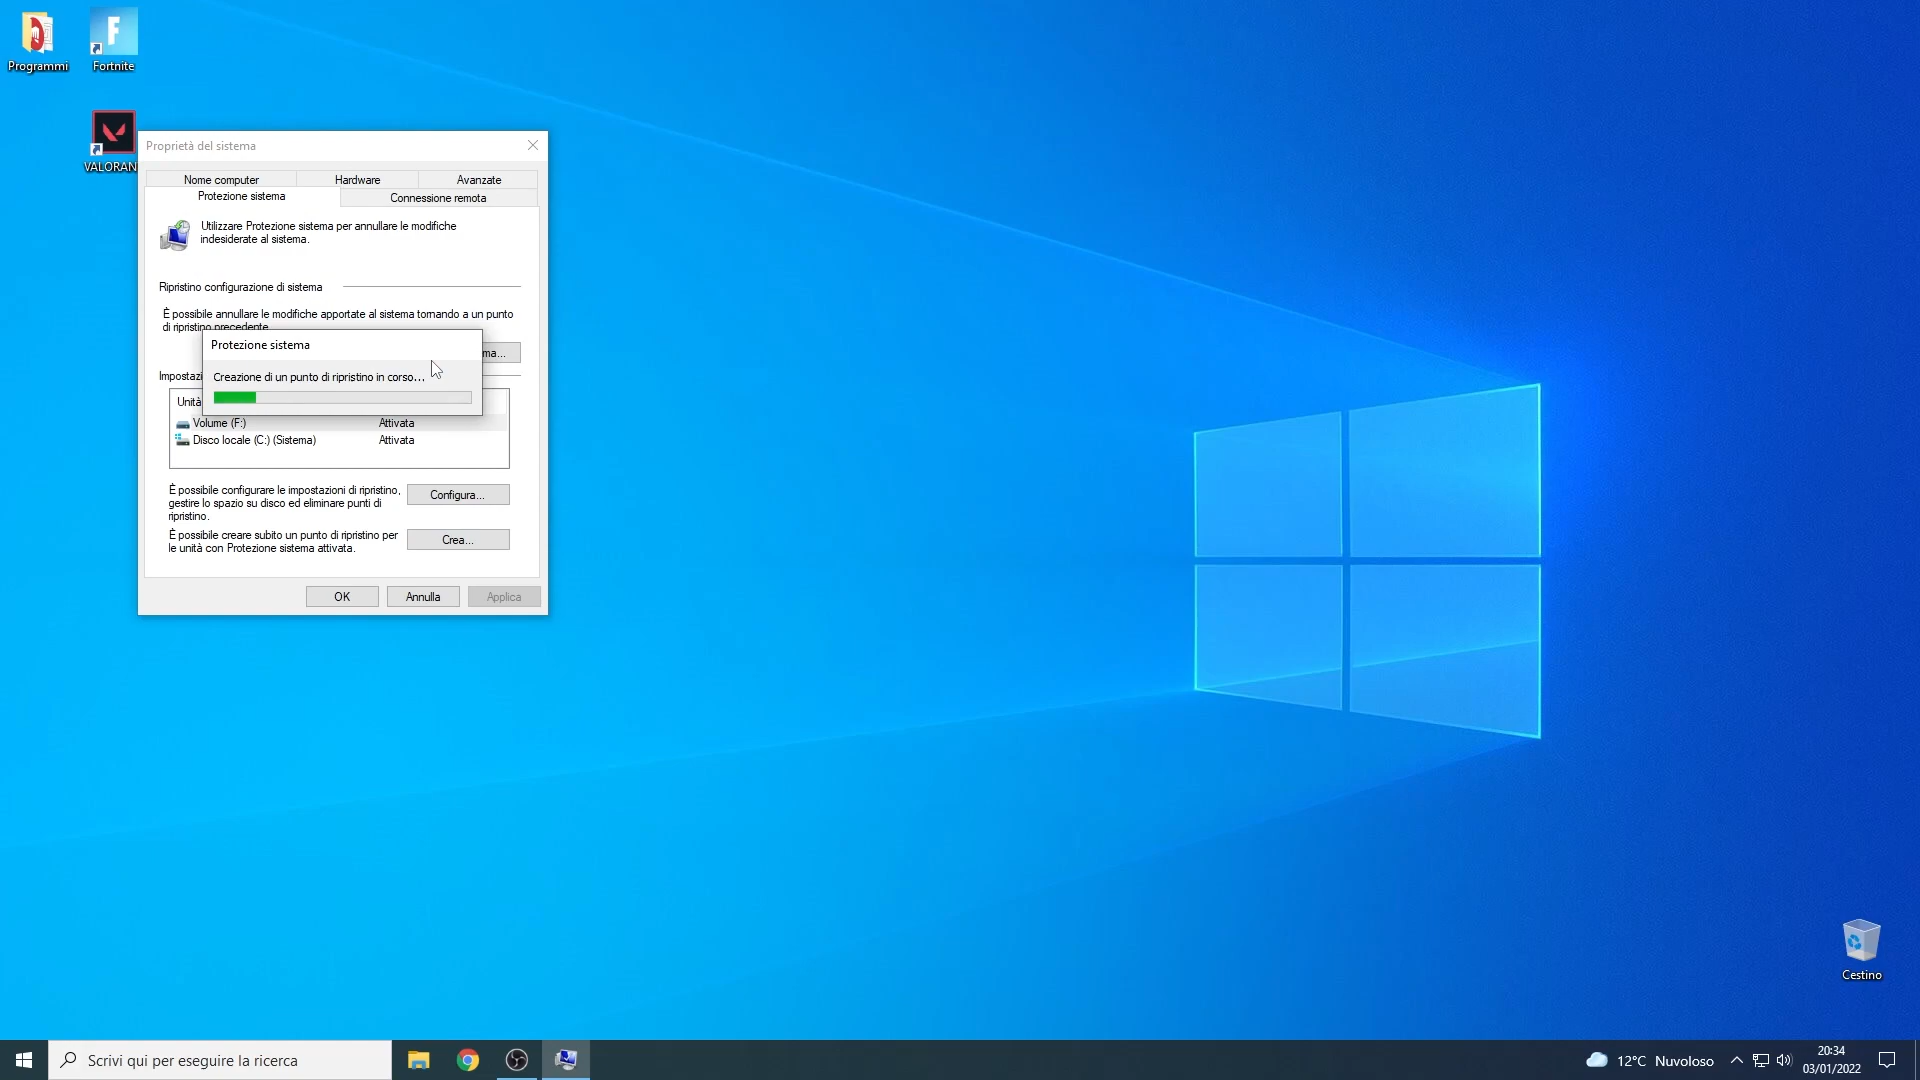 Programmi
Fortnite
VALORAN
Proprietà del sistema
Nome computer
Hardware
Avanzate
Protezione sistema
Connessione remota
Utilizzare Protezione sistema per annullare le modifiche
indesiderate al sistema.
Ripristino configurazione di sistema
È possibile annullare le modifiche apportate al sistema tornando a un punto
di ripristino precedente.
Protezione sistema
ma...
Impostazi
Creazione di un punto di ripristino in corso...
Unità
Volume (F:) Attivata
Disco locale (C:) (Sistema) Attivata
È possibile configurare le impostazioni di ripristino,
gestire lo spazio su disco ed eliminare punti di
ripristino.
Configura...
È possibile creare subito un punto di ripristino per
le unità con Protezione sistema attivata.
Crea...
OK
Annulla
Applica
Cestino
Scrivi qui per eseguire la ricerca
12°C Nuvoloso
20:34
03/01/2022